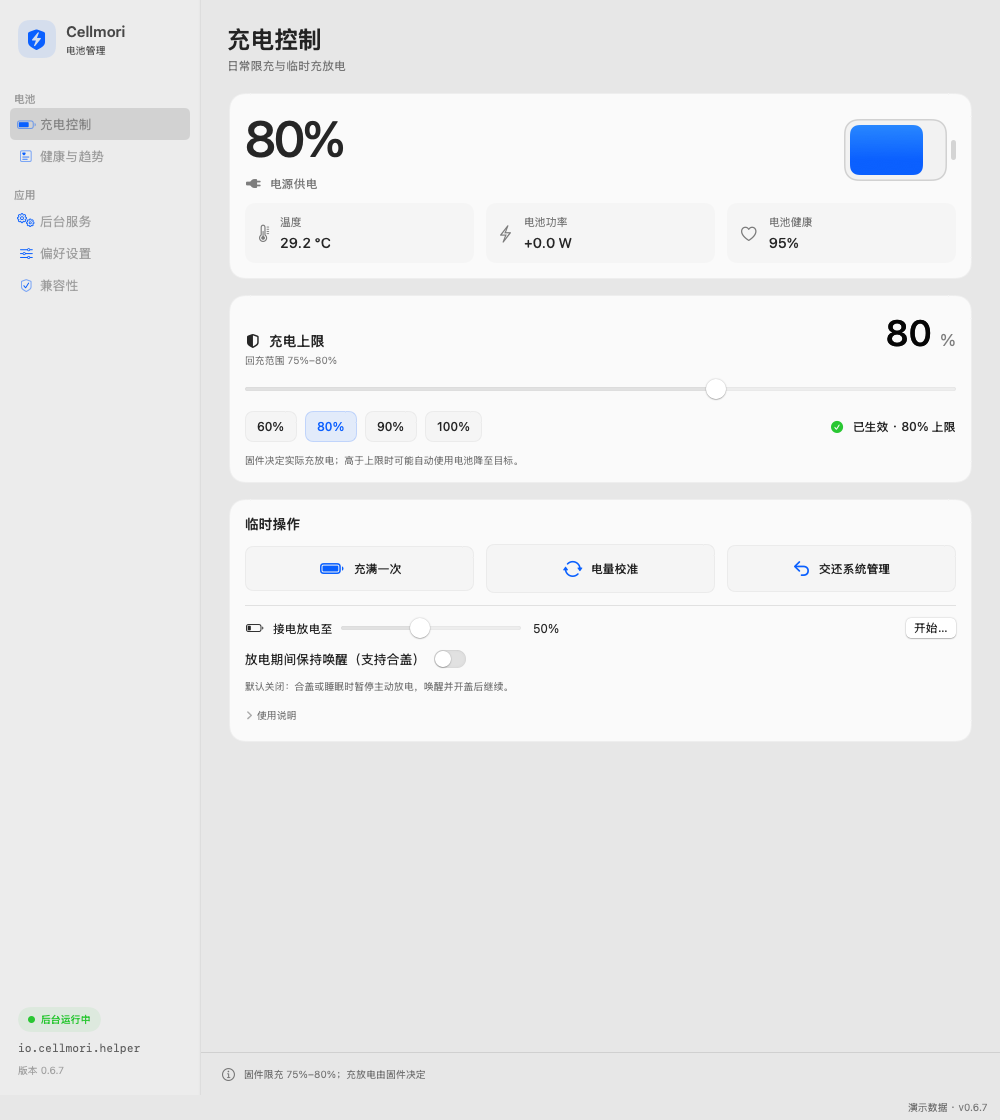 Cellmori
电池管理
电池
充电控制
健康与趋势
应用
后台服务
偏好设置
兼容性
后台运行中
io.cellmori.helper
版本 0.6.7
充电控制
日常限充与临时充放电
80%
电源供电
温度
29.2 °C
电池功率
+0.0 W
电池健康
95%
充电上限
80 %
回充范围 75%–80%
60% 80% 90% 100%
已生效 · 80% 上限
固件决定实际充放电；高于上限时可能自动使用电池降至目标。
临时操作
充满一次
电量校准
交还系统管理
接电放电至 50% 开始…
放电期间保持唤醒（支持合盖）
默认关闭：合盖或睡眠时暂停主动放电，唤醒并开盖后继续。
使用说明
固件限充 75%–80%；充放电由固件决定
演示数据 · v0.6.7